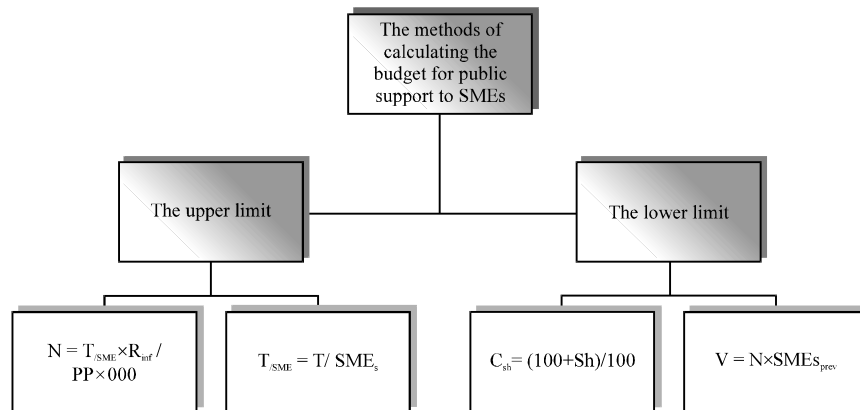 The methods of
calculating the
budget for public
support to SMEs
The upper limit
The lower limit
N = T/SME×Rinf /
PP×000
T/SME = T/ SMEs
Csh= (100+Sh)/100
V = N×SMEsprev